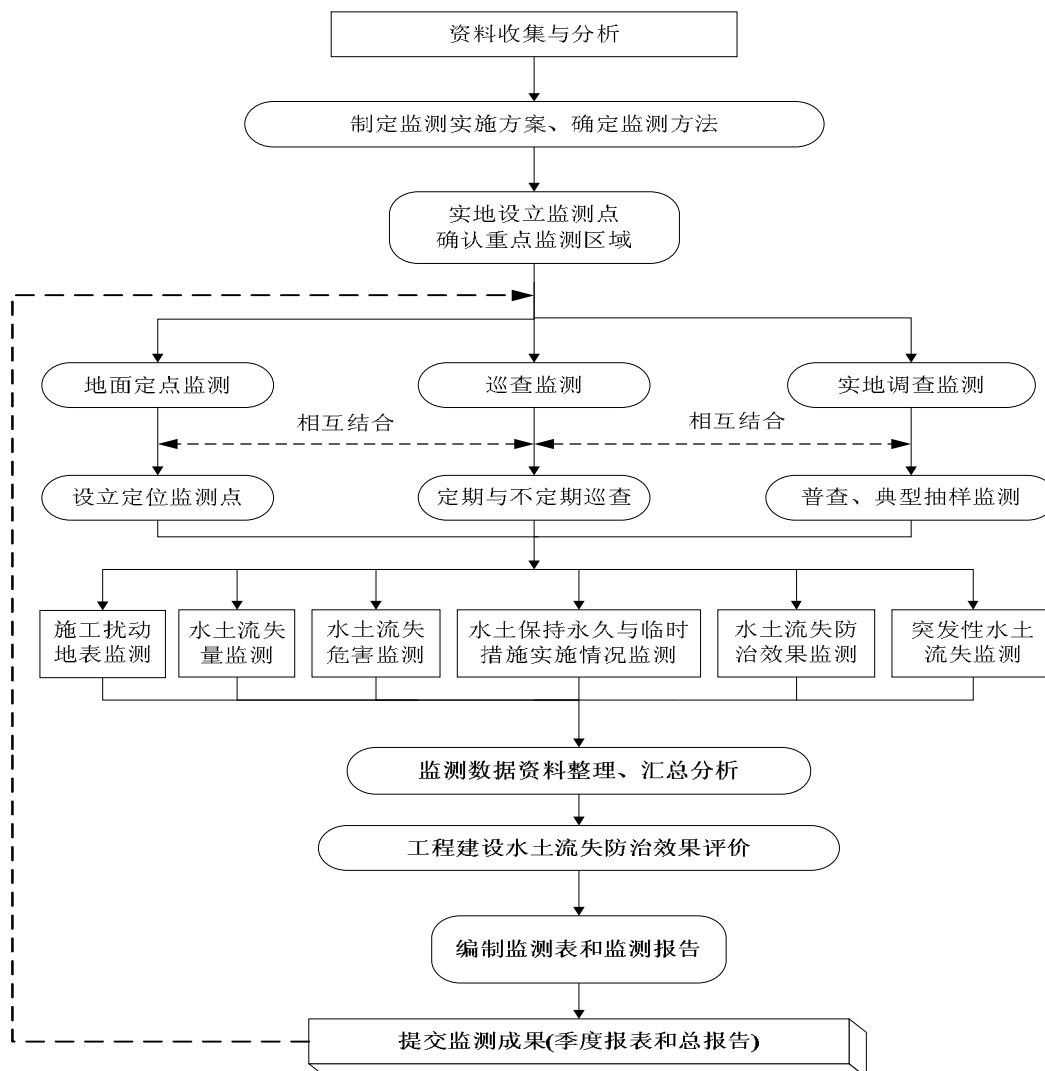 资料收集与分析
制定监测实施方案、确定监测方法
实地设立监测点
确认重点监测区域
地面定点监测
巡查监测
实地调查监测
相互结合
相互结合
设立定位监测点
定期与不定期巡查
普查、典型抽样监测
施工扰动
地表监测
水土流失
量监测
水土流失
危害监测
水土保持永久与临时
措施实施情况监测
水土流失防
治效果监测
突发性水土
流失监测
监测数据资料整理、汇总分析
工程建设水土流失防治效果评价
编制监测表和监测报告
提交监测成果(季度报表和总报告)